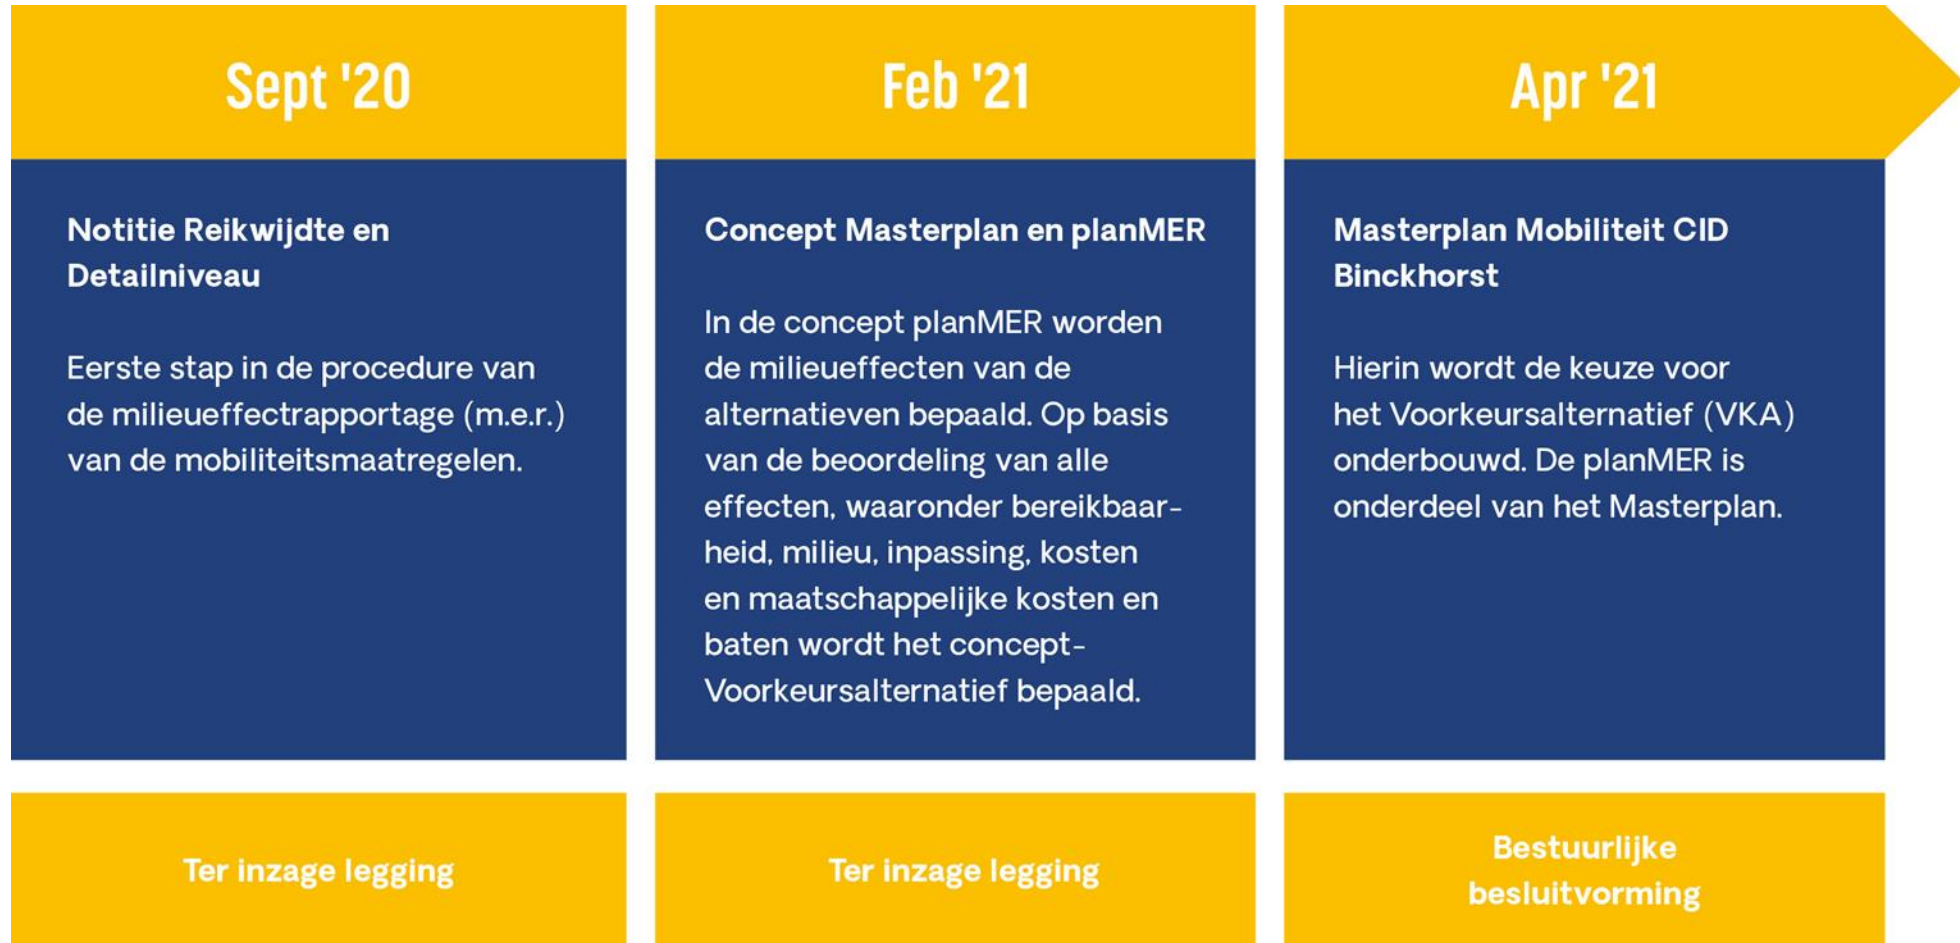 Sept '20
Feb '21
Apr '21
Notitie Reikwijdte en
Detailniveau
Eerste stap in de procedure van
de milieueffectrapportage (m.e.r.)
van de mobiliteitsmaatregelen.
Concept Masterplan en planMER
In de concept planMER worden
de milieueffecten van de
alternatieven bepaald. Op basis
van de beoordeling van alle
effecten, waaronder bereikbaar-
heid, milieu, inpassing, kosten
en maatschappelijke kosten en
baten wordt het concept-
Voorkeursalternatief bepaald.
Masterplan Mobiliteit CID
Binckhorst
Hierin wordt de keuze voor
het Voorkeursalternatief (VKA)
onderbouwd. De planMER is
onderdeel van het Masterplan.
Ter inzage legging
Ter inzage legging
Bestuurlijke
besluitvorming